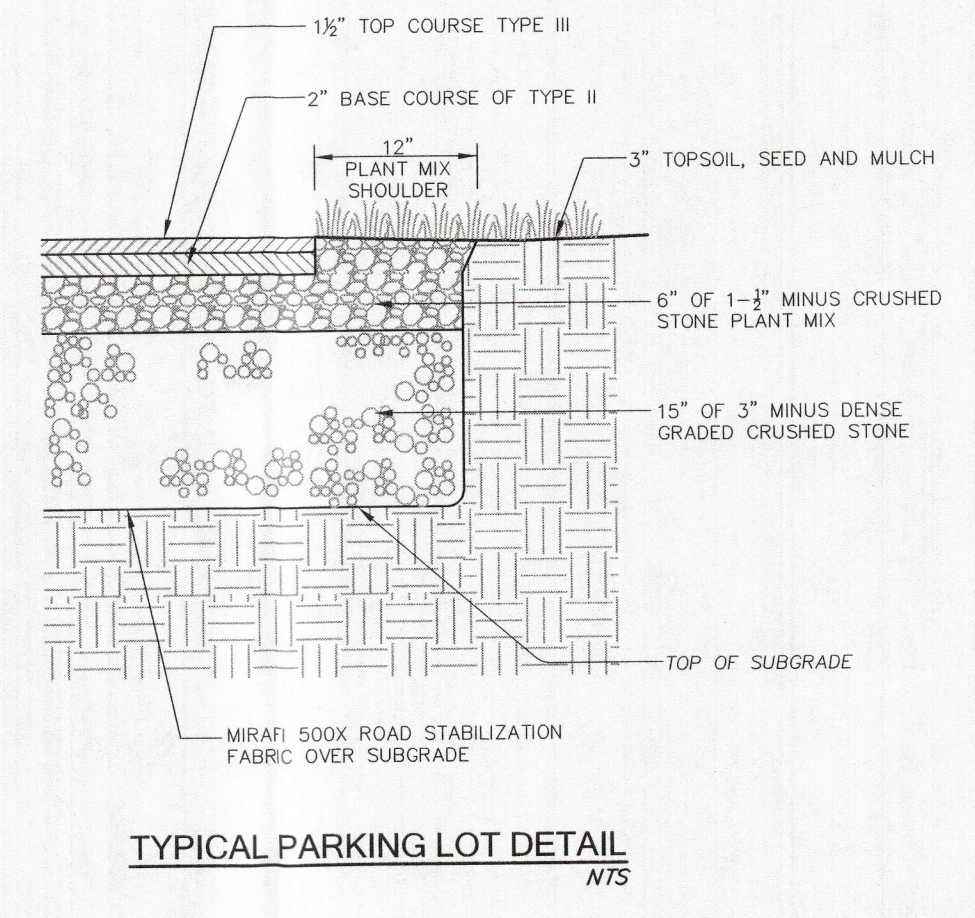 1½" TOP COURSE TYPE III
2" BASE COURSE OF TYPE II
12"
PLANT MIX
SHOULDER
3" TOPSOIL, SEED AND MULCH
6" OF 1-½" MINUS CRUSHED
STONE PLANT MIX
15" OF 3" MINUS DENSE
GRADED CRUSHED STONE
TOP OF SUBGRADE
MIRAFI 500X ROAD STABILIZATION
FABRIC OVER SUBGRADE
TYPICAL PARKING LOT DETAIL
NTS